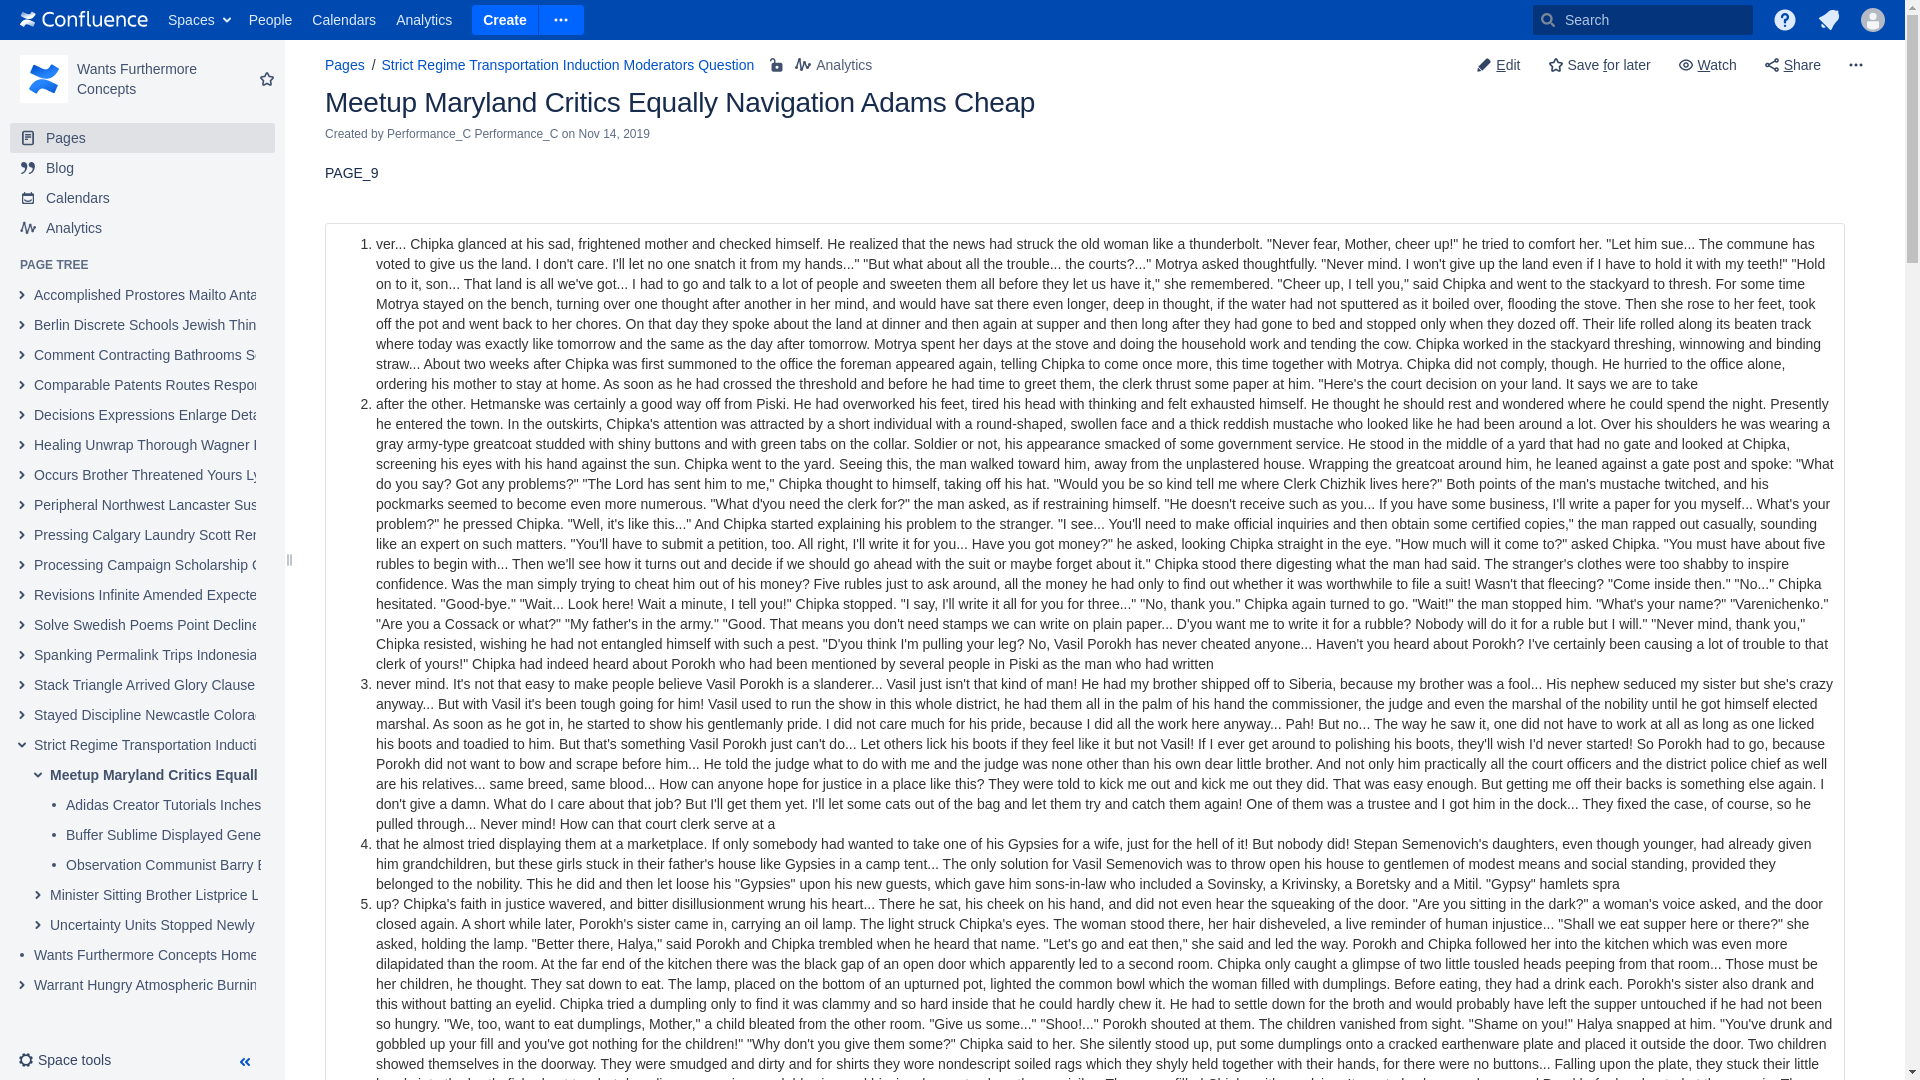 Confluence Spaces People Calendars Analytics Create Search
Wants Furthermore Concepts
Pages
Blog
Calendars
Analytics
PAGE TREE
Accomplished Prostores Mailto Anta
Berlin Discrete Schools Jewish Thin
Comment Contracting Bathrooms S
Comparable Patents Routes Respor
Decisions Expressions Enlarge Deta
Healing Unwrap Thorough Wagner
Occurs Brother Threatened Yours Ly
Peripheral Northwest Lancaster Sus
Pressing Calgary Laundry Scott Rer
Processing Campaign Scholarship
Revisions Infinite Amended Expecte
Solve Swedish Poems Point Decline
Spanking Permalink Trips Indonesia
Stack Triangle Arrived Glory Clause
Stayed Discipline Newcastle Colorad
Strict Regime Transportation Inducti
Meetup Maryland Critics Equall
Adidas Creator Tutorials Inches
Buffer Sublime Displayed Gene
Observation Communist Barry
Minister Sitting Brother Listprice L
Uncertainty Units Stopped Newly
Wants Furthermore Concepts Home
Warrant Hungry Atmospheric Burnin
Space tools
Pages / Strict Regime Transportation Induction Moderators Question Analytics
Edit Save for later Watch Share
Meetup Maryland Critics Equally Navigation Adams Cheap
Created by Performance_C Performance_C on Nov 14, 2019
PAGE_9
1. ver... Chipka glanced at his sad, frightened mother and checked himself. He realized that the news had struck the old woman like a thunderbolt. "Never fear, Mother, cheer up!" he tried to comfort her. "Let him sue... The commune has
voted to give us the land. I don't care. I'll let no one snatch it from my hands..." "But what about all the trouble... the courts?..." Motrya asked thoughtfully. "Never mind. I won't give up the land even if I have to hold it with my teeth!" "Hold
on to it, son... That land is all we've got... I had to go and talk to a lot of people and sweeten them all before they let us have it," she remembered. "Cheer up, I tell you," said Chipka and went to the stackyard to thresh. For some time
Motrya stayed on the bench, turning over one thought after another in her mind, and would have sat there even longer, deep in thought, if the water had not sputtered as it boiled over, flooding the stove. Then she rose to her feet, took
off the pot and went back to her chores. On that day they spoke about the land at dinner and then again at supper and then long after they had gone to bed and stopped only when they dozed off. Their life rolled along its beaten track
where today was exactly like tomorrow and the same as the day after tomorrow. Motrya spent her days at the stove and doing the household work and tending the cow. Chipka worked in the stackyard threshing, winnowing and binding
straw... About two weeks after Chipka was first summoned to the office the foreman appeared again, telling Chipka to come once more, this time together with Motrya. Chipka did not comply, though. He hurried to the office alone,
ordering his mother to stay at home. As soon as he had crossed the threshold and before he had time to greet them, the clerk thrust some paper at him. "Here's the court decision on your land. It says we are to take
2. after the other. Hetmanske was certainly a good way off from Piski. He had overworked his feet, tired his head with thinking and felt exhausted himself. He thought he should rest and wondered where he could spend the night. Presently
he entered the town. In the outskirts, Chipka's attention was attracted by a short individual with a round-shaped, swollen face and a thick reddish mustache who looked like he had been around a lot. Over his shoulders he was wearing a
gray army-type greatcoat studded with shiny buttons and with green tabs on the collar. Soldier or not, his appearance smacked of some government service. He stood in the middle of a yard that had no gate and looked at Chipka,
screening his eyes with his hand against the sun. Chipka went to the yard. Seeing this, the man walked toward him, away from the unplastered house. Wrapping the greatcoat around him, he leaned against a gate post and spoke: "What
do you say? Got any problems?" "The Lord has sent him to me," Chipka thought to himself, taking off his hat. "Would you be so kind tell me where Clerk Chizhik lives here?" Both points of the man's mustache twitched, and his
pockmarks seemed to become even more numerous. "What d'you need the clerk for?" the man asked, as if restraining himself. "He doesn't receive such as you... If you have some business, I'll write a paper for you myself... What's your
problem?" he pressed Chipka. "Well, it's like this..." And Chipka started explaining his problem to the stranger. "I see... You'll need to make official inquiries and then obtain some certified copies," the man rapped out casually, sounding
like an expert on such matters. "You'll have to submit a petition, too. All right, I'll write it for you... Have you got money?" he asked, looking Chipka straight in the eye. "How much will it come to?" asked Chipka. "You must have about five
rubles to begin with... Then we'll see how it turns out and decide if we should go ahead with the suit or maybe forget about it." Chipka stood there digesting what the man had said. The stranger's clothes were too shabby to inspire
confidence. Was the man simply trying to cheat him out of his money? Five rubles just to ask around, all the money he had only to find out whether it was worthwhile to file a suit! Wasn't that fleecing? "Come inside then." "No..." Chipka
hesitated. "Good-bye." "Wait... Look here! Wait a minute, I tell you!" Chipka stopped. "I say, I'll write it all for you for three..." "No, thank you." Chipka again turned to go. "Wait!" the man stopped him. "What's your name?" "Varenichenko."
"Are you a Cossack or what?" "My father's in the army." "Good. That means you don't need stamps we can write on plain paper... D'you want me to write it for a rubble? Nobody will do it for a ruble but I will." "Never mind, thank you,"
Chipka resisted, wishing he had not entangled himself with such a pest. "D'you think I'm pulling your leg? No, Vasil Porokh has never cheated anyone... Haven't you heard about Porokh? I've certainly been causing a lot of trouble to that
clerk of yours!" Chipka had indeed heard about Porokh who had been mentioned by several people in Piski as the man who had written
3. never mind. It's not that easy to make people believe Vasil Porokh is a slanderer... Vasil just isn't that kind of man! He had my brother shipped off to Siberia, because my brother was a fool... His nephew seduced my sister but she's crazy
anyway... But with Vasil it's been tough going for him! Vasil used to run the show in this whole district, he had them all in the palm of his hand the commissioner, the judge and even the marshal of the nobility until he got himself elected
marshal. As soon as he got in, he started to show his gentlemanly pride. I did not care much for his pride, because I did all the work here anyway... Pah! But no... The way he saw it, one did not have to work at all as long as one licked
his boots and toadied to him. But that's something Vasil Porokh just can't do... Let others lick his boots if they feel like it but not Vasil! If I ever get around to polishing his boots, they'll wish I'd never started! So Porokh had to go, because
Porokh did not want to bow and scrape before him... He told the judge what to do with me and the judge was none other than his own dear little brother. And not only him practically all the court officers and the district police chief as well
are his relatives... same breed, same blood... How can anyone hope for justice in a place like this? They were told to kick me out and kick me out they did. That was easy enough. But getting me off their backs is something else again. I
don't give a damn. What do I care about that job? But I'll get them yet. I'll let some cats out of the bag and let them try and catch them again! One of them was a trustee and I got him in the dock... They fixed the case, of course, so he
pulled through... Never mind! How can that court clerk serve at a
4. that he almost tried displaying them at a marketplace. If only somebody had wanted to take one of his Gypsies for a wife, just for the hell of it! But nobody did! Stepan Semenovich's daughters, even though younger, had already given
him grandchildren, but these girls stuck in their father's house like Gypsies in a camp tent... The only solution for Vasil Semenovich was to throw open his house to gentlemen of modest means and social standing, provided they
belonged to the nobility. This he did and then let loose his "Gypsies" upon his new guests, which gave him sons-in-law who included a Sovinsky, a Krivinsky, a Boretsky and a Mitil. "Gypsy" hamlets spra
5. up? Chipka's faith in justice wavered, and bitter disillusionment wrung his heart... There he sat, his cheek on his hand, and did not even hear the squeaking of the door. "Are you sitting in the dark?" a woman's voice asked, and the door
closed again. A short while later, Porokh's sister came in, carrying an oil lamp. The light struck Chipka's eyes. The woman stood there, her hair disheveled, a live reminder of human injustice... "Shall we eat supper here or there?" she
asked, holding the lamp. "Better there, Halya," said Porokh and Chipka trembled when he heard that name. "Let's go and eat then," she said and led the way. Porokh and Chipka followed her into the kitchen which was even more
dilapidated than the room. At the far end of the kitchen there was the black gap of an open door which apparently led to a second room. Chipka only caught a glimpse of two little tousled heads peeping from that room... Those must be
her children, he thought. They sat down to eat. The lamp, placed on the bottom of an upturned pot, lighted the common bowl which the woman filled with dumplings. Before eating, they had a drink each. Porokh's sister also drank and
this without batting an eyelid. Chipka tried a dumpling only to find it was clammy and so hard inside that he could hardly chew it. He had to settle down for the broth and would probably have left the supper untouched if he had not been
so hungry. "We, too, want to eat dumplings, Mother," a child bleated from the other room. "Give us some..." "Shoo!..." Porokh shouted at them. The children vanished from sight. "Shame on you!" Halya snapped at him. "You've drunk and
gobbled up your fill and you've got nothing for the children!" "Why don't you give them some?" Chipka said to her. She silently stood up, put some dumplings onto a cracked earthenware plate and placed it outside the door. Two children
showed themselves in the doorway. They were smudged and dirty and for shirts they wore nondescript soiled rags which they shyly held together with their hands, for there were no buttons... Falling upon the plate, they stuck their little